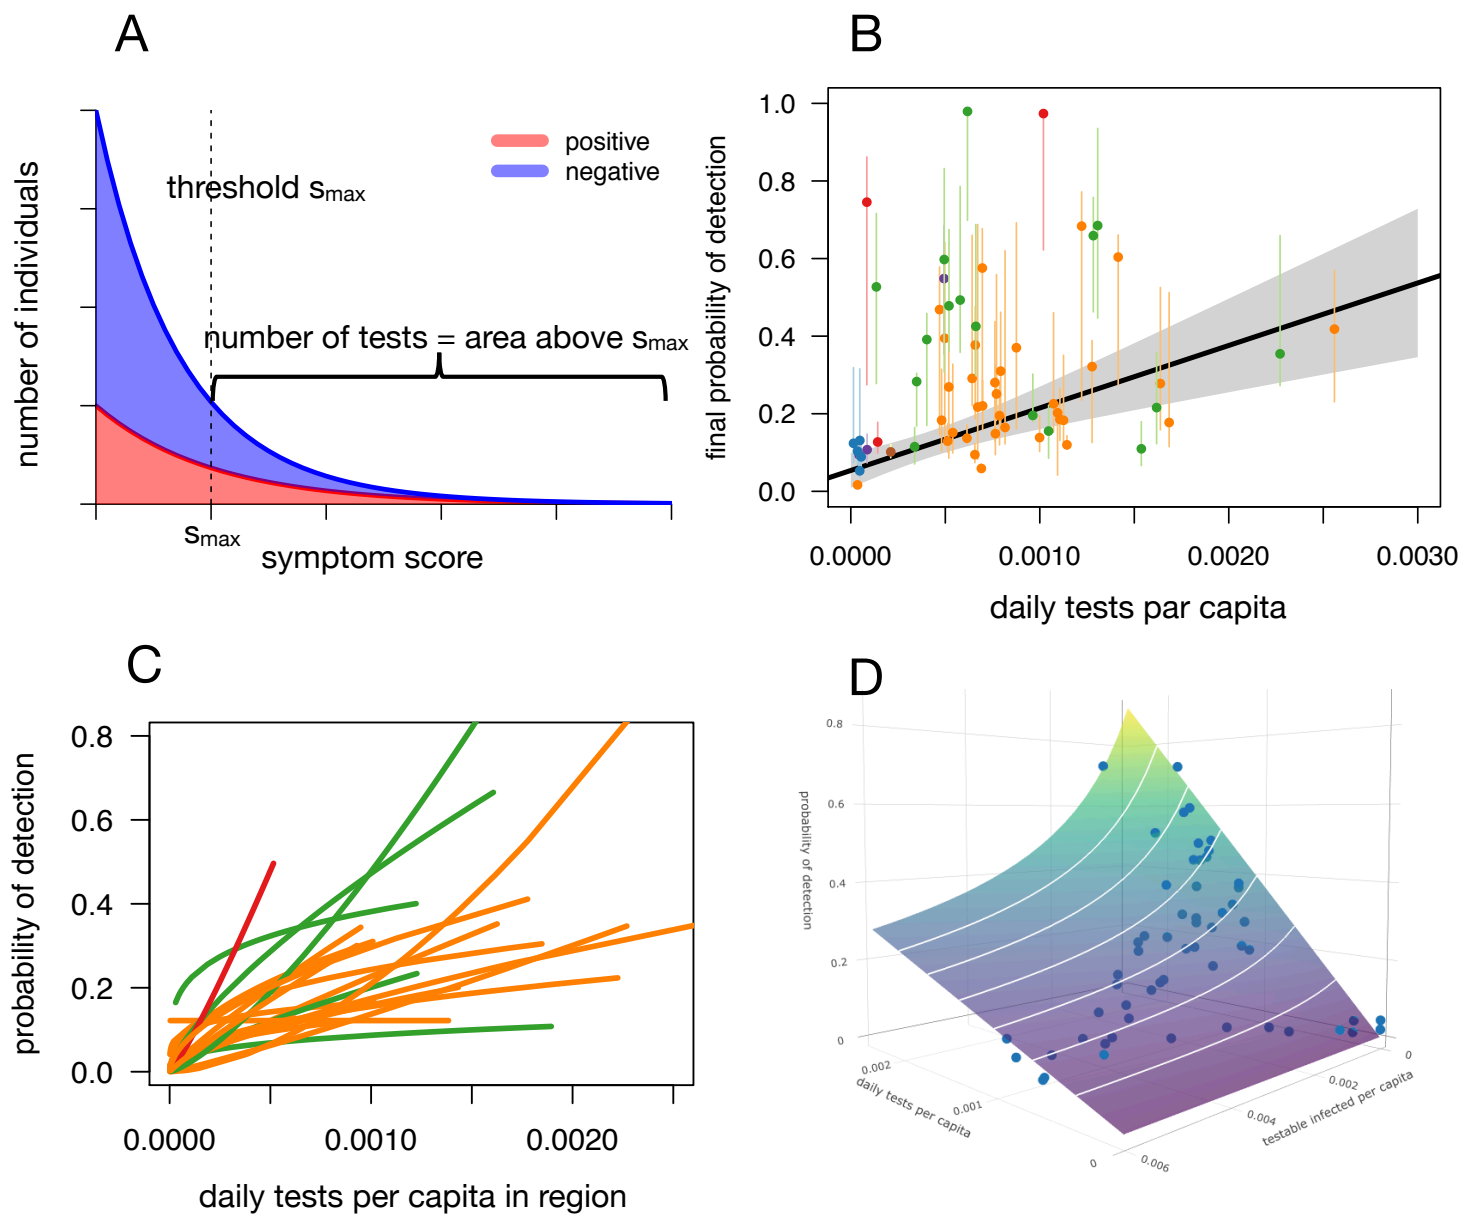 A
number of individuals
threshold smax
positive
negative
number of tests = area above smax
smax
symptom score
B
final probability of detection
1.0
0.8
0.6
0.4
0.2
0.0
0.0000
0.0010
0.0020
0.0030
daily tests par capita
C
probability of detection
0.8
0.6
0.4
0.2
0.0
0.0000
0.0010
0.0020
daily tests per capita in region
D
probability of detection
0.8
0.6
0.4
0.2
0
0.002
0.001
0
daily tests per capita
0
0.002
0.004
0.006
testable infected per capita